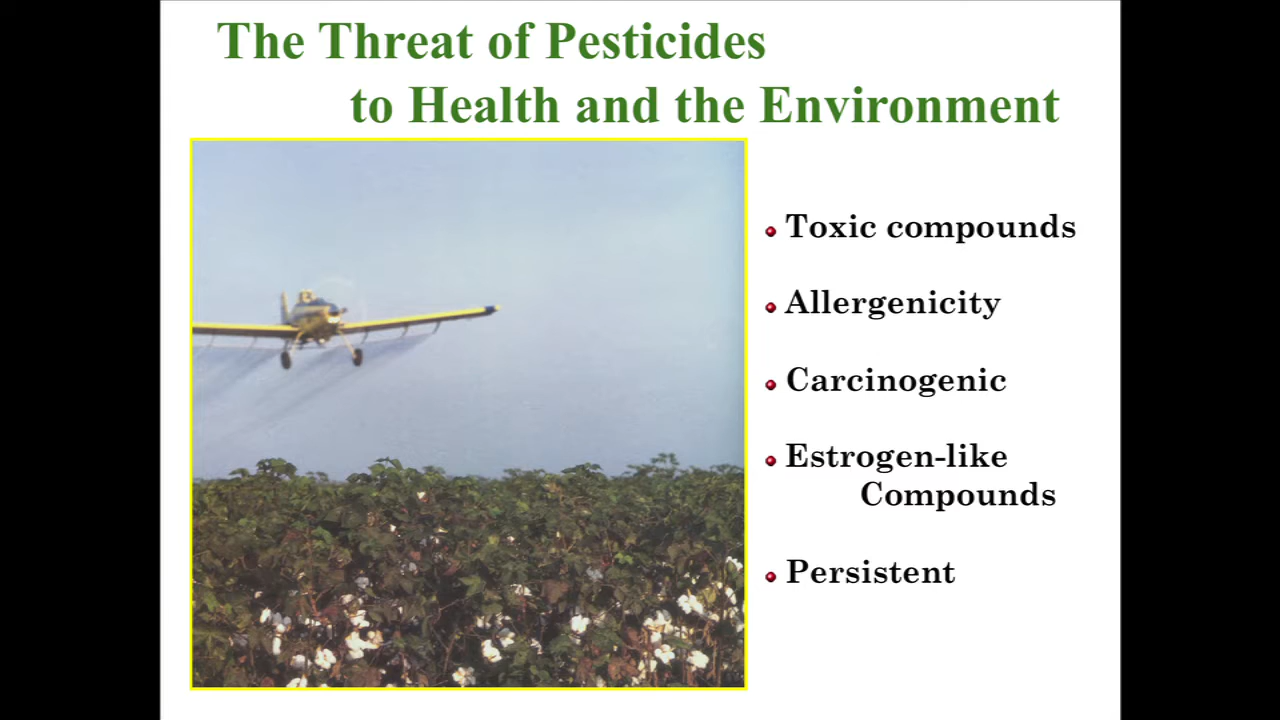 The Threat of Pesticides
to Health and the Environment
Toxic compounds
Allergenicity
Carcinogenic
Estrogen-like
Compounds
Persistent